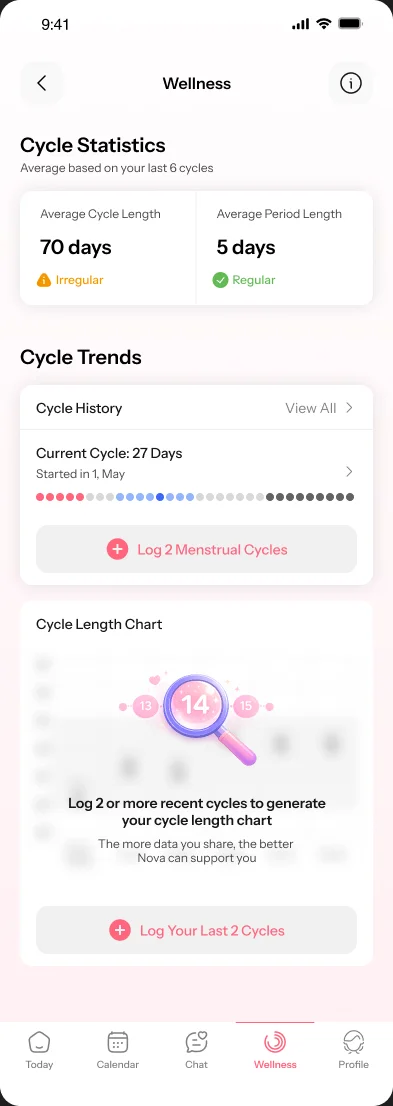 9:41
Wellness
Cycle Statistics
Average based on your last 6 cycles
Average Cycle Length
70 days
Irregular
Average Period Length
5 days
Regular
Cycle Trends
Cycle History
View All
Current Cycle: 27 Days
Started in 1, May
Log 2 Menstrual Cycles
Cycle Length Chart
13
14
15
Log 2 or more recent cycles to generate
your cycle length chart
The more data you share, the better
Nova can support you
Log Your Last 2 Cycles
Today
Calendar
Chat
Wellness
Profile